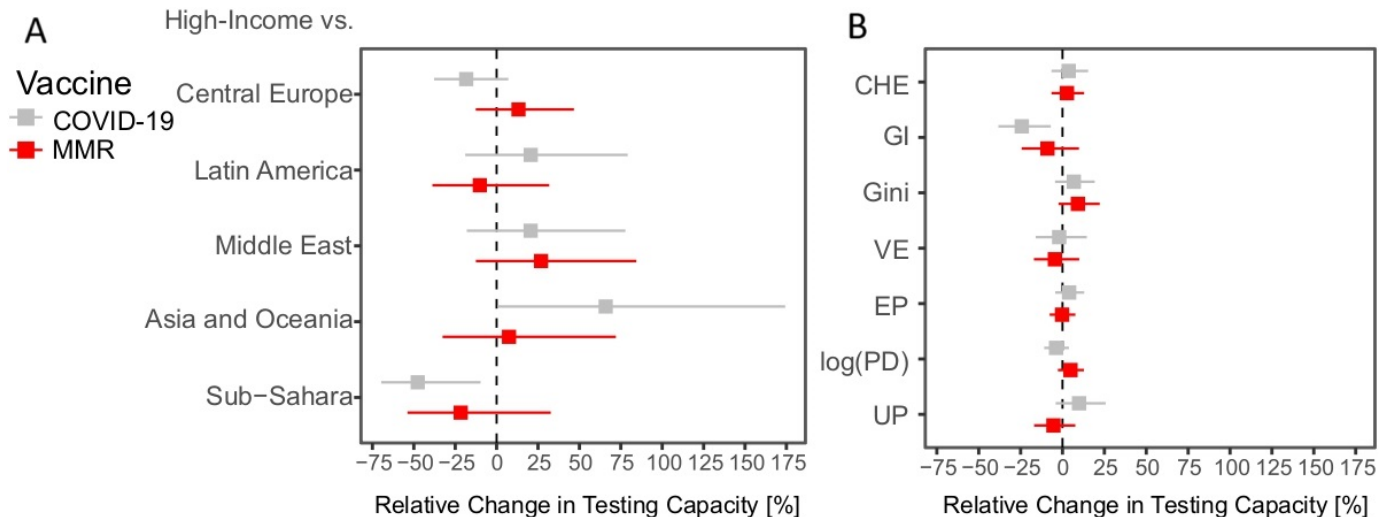 A
High-Income vs.
Vaccine
COVID-19
MMR
Central Europe
Latin America
Middle East
Asia and Oceania
Sub−Sahara
−75 −50 −25 0 25 50 75 100 125 150 175
Relative Change in Testing Capacity [%]
B
CHE
GI
Gini
VE
EP
log(PD)
UP
−75 −50 −25 0 25 50 75 100 125 150 175
Relative Change in Testing Capacity [%]